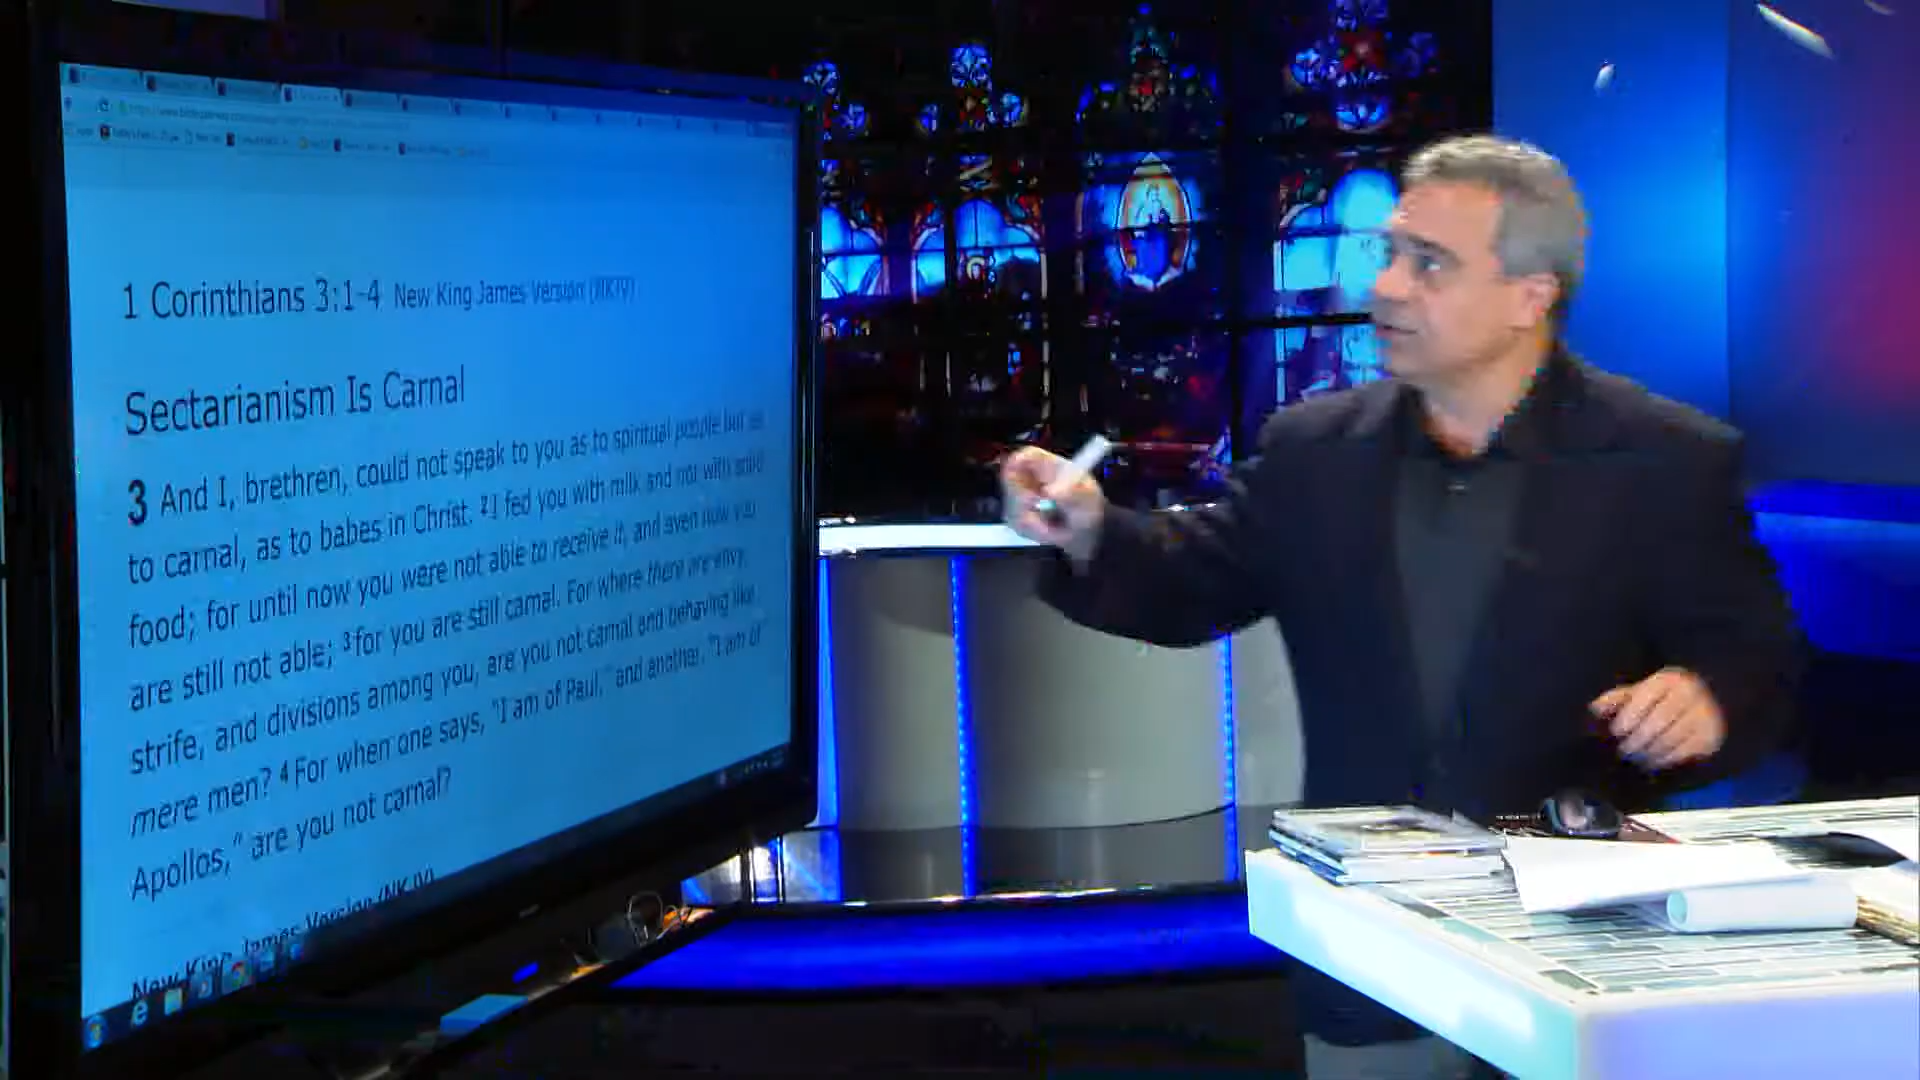 1 Corinthians 3:1-4 New King James Version (NKJV)
Sectarianism Is Carnal
3 And I, brethren, could not speak to you as to spiritual people but as
to carnal, as to babes in Christ. 2 I fed you with milk and not with solid
food; for until now you were not able to receive it, and even now you
are still not able; 3 for you are still carnal. For where there are envy,
strife, and divisions among you, are you not carnal and behaving like
mere men? 4 For when one says, "I am of Paul," and another, "I am of
Apollos," are you not carnal?
New King James Version (NKJV)